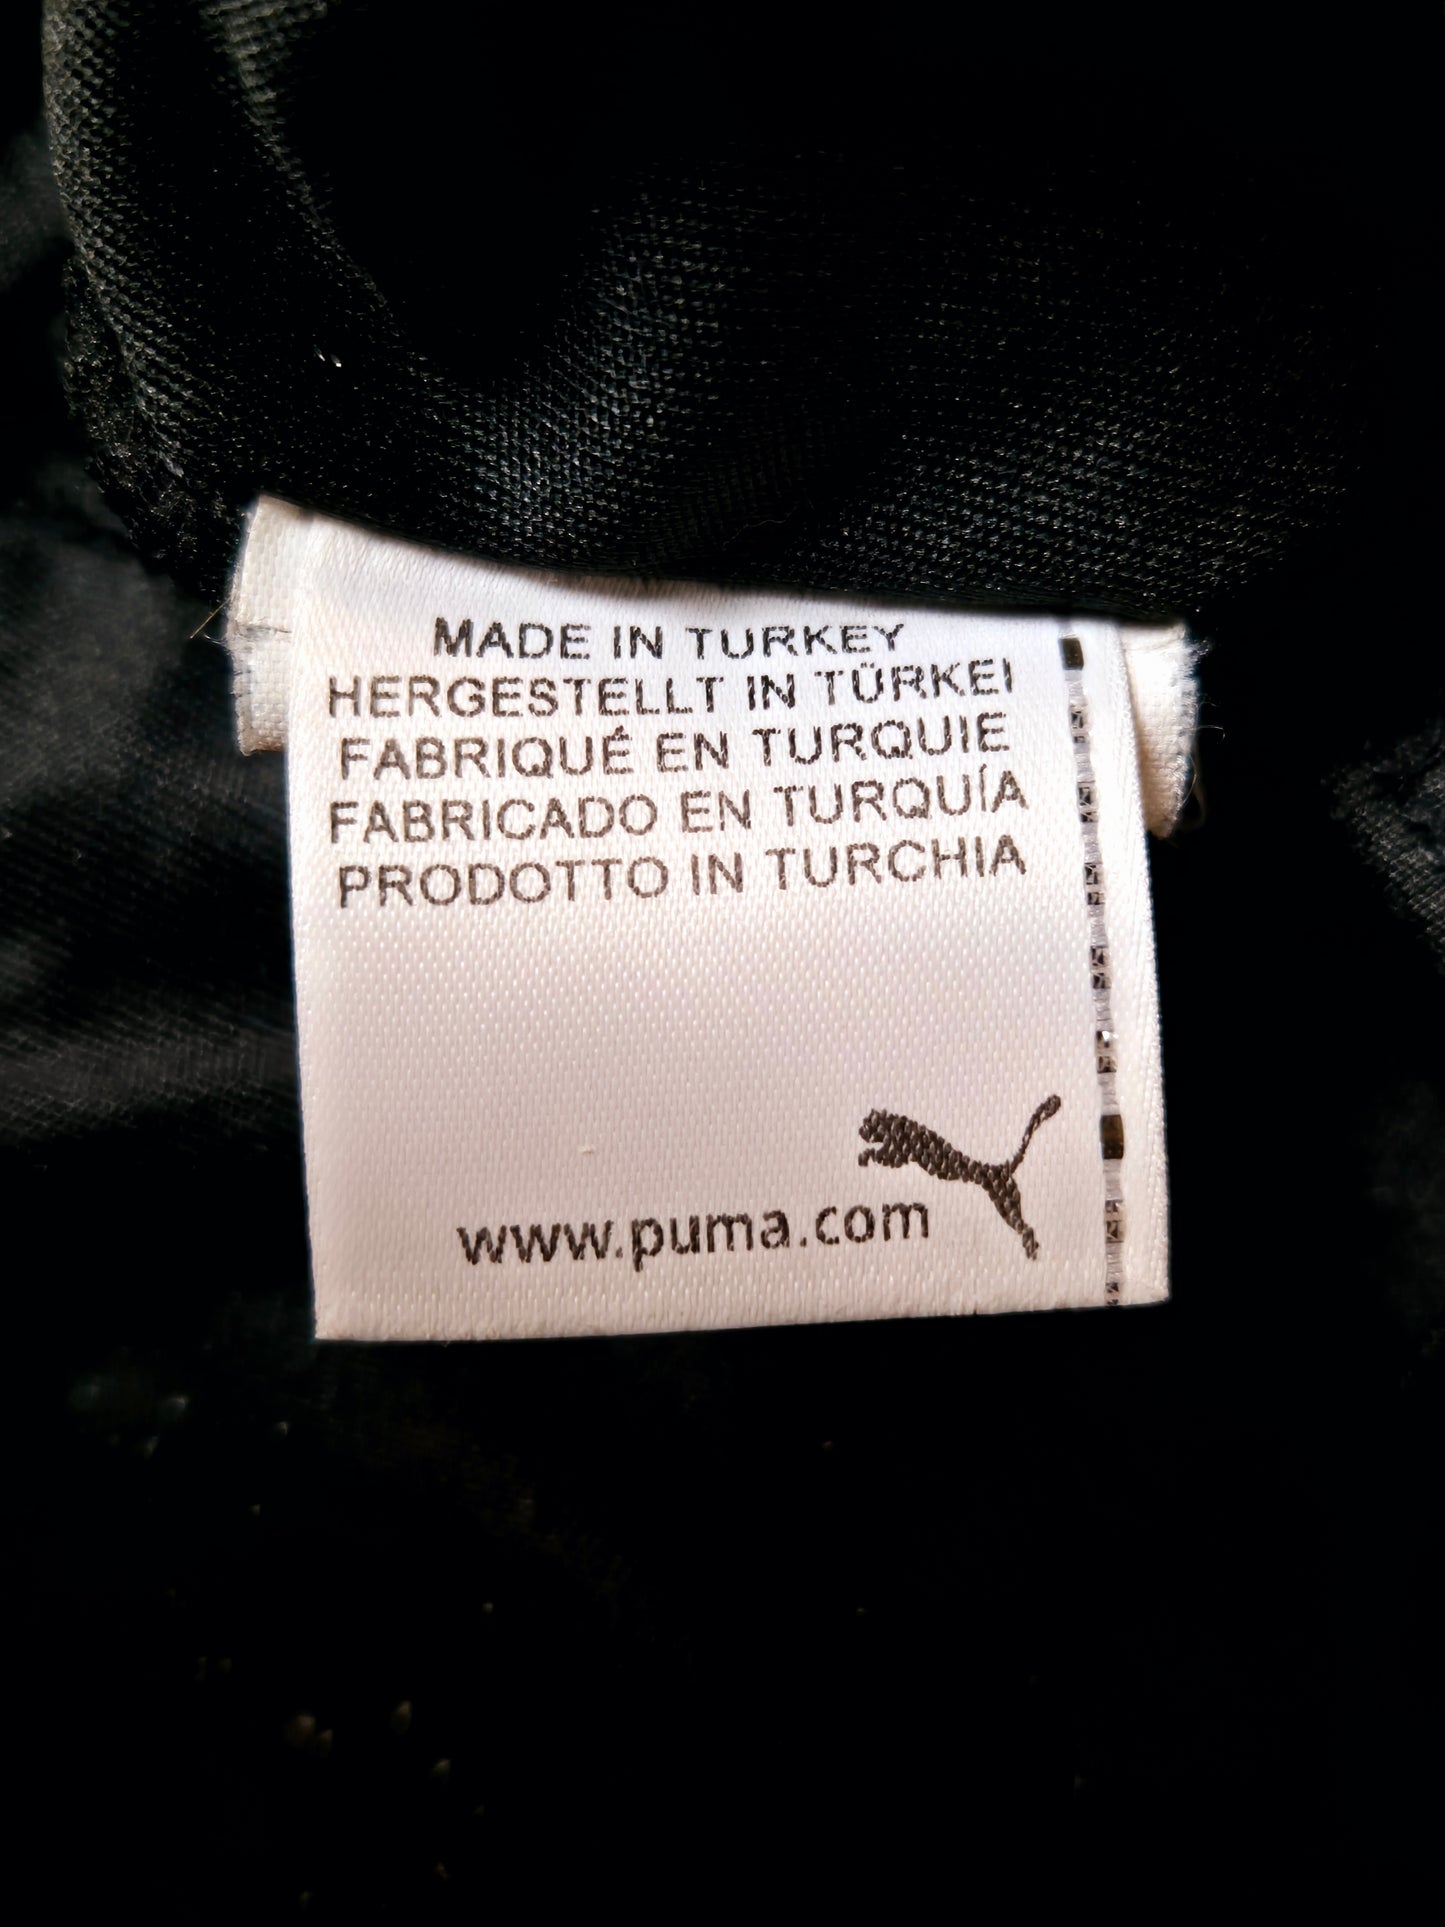 MADE IN TURKEY
HERGESTELLT IN TÜRKEI
FABRIQUÉ EN TURQUIE
FABRICADO EN TURQUÍA
PRODOTTO IN TURCHIA
www.puma.com